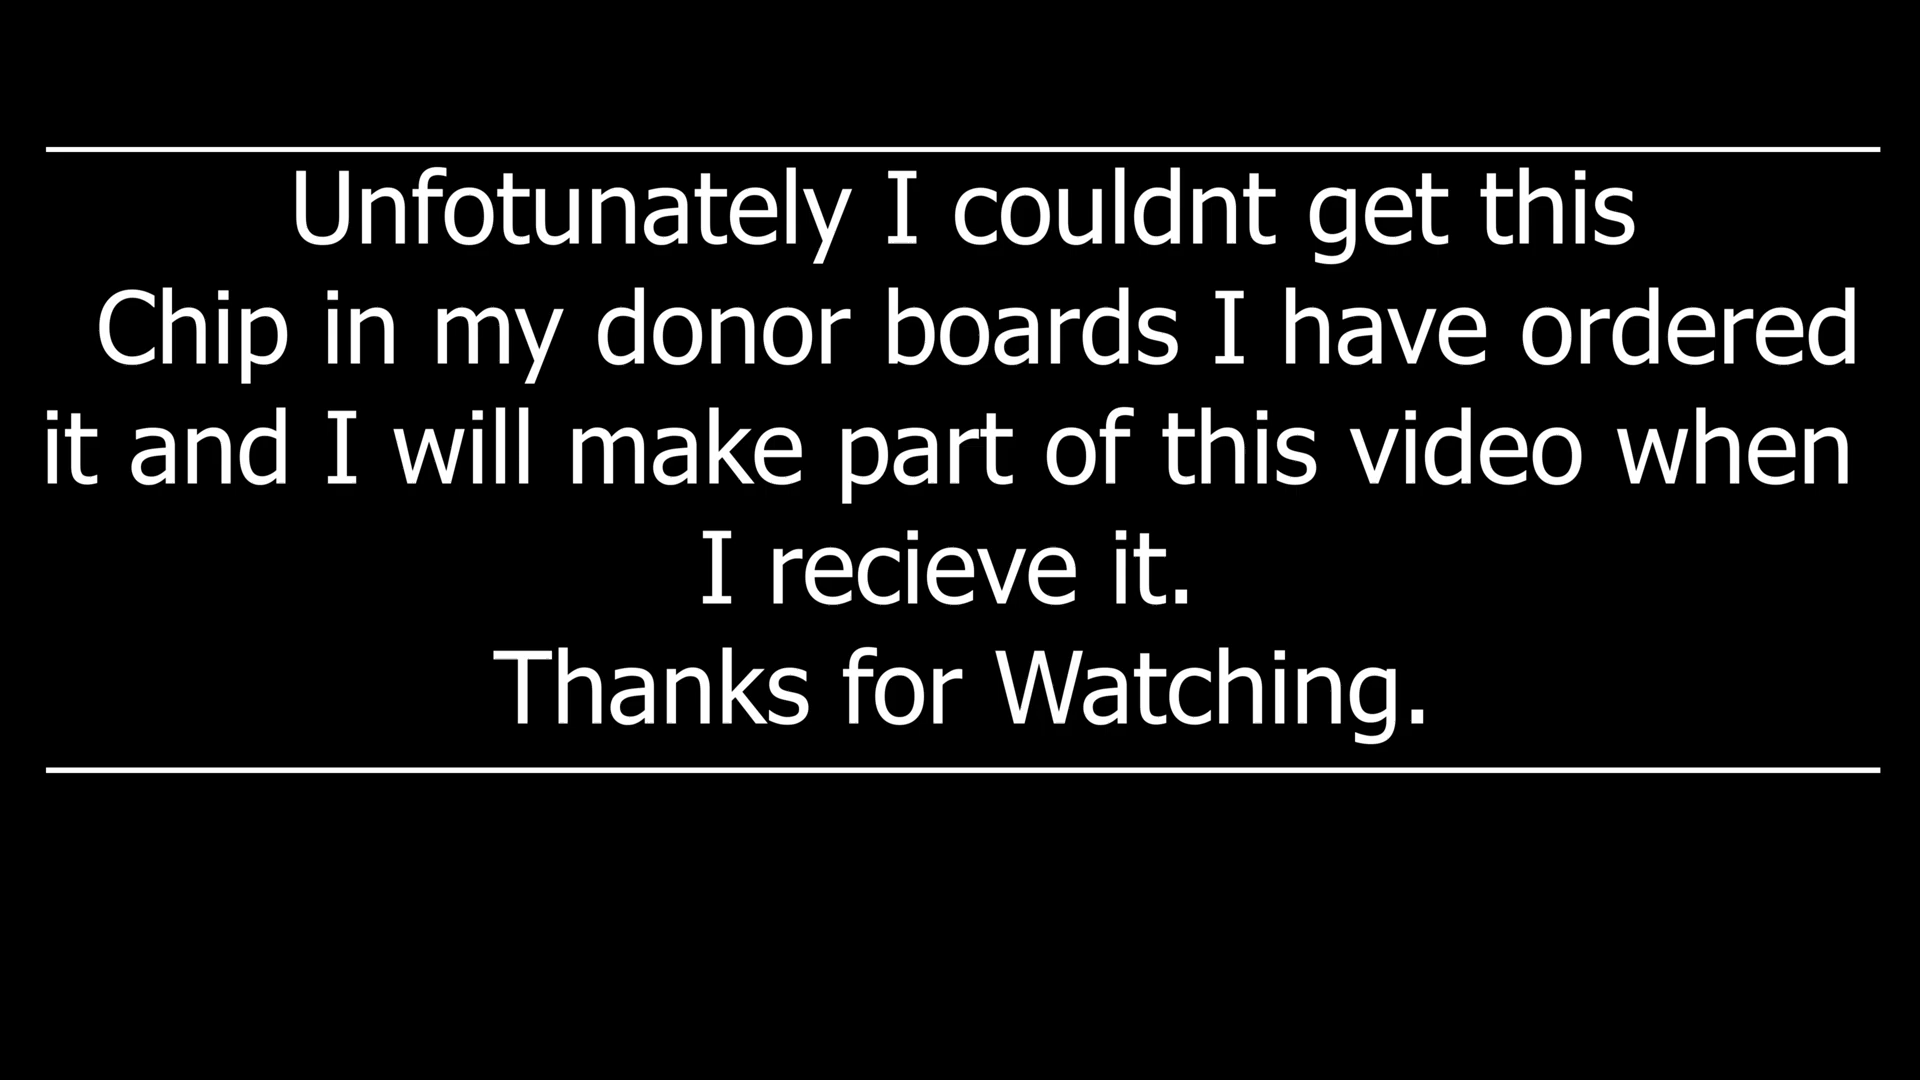 Unfotunately I couldnt get this
Chip in my donor boards I have ordered
it and I will make part of this video when
I recieve it.
Thanks for Watching.